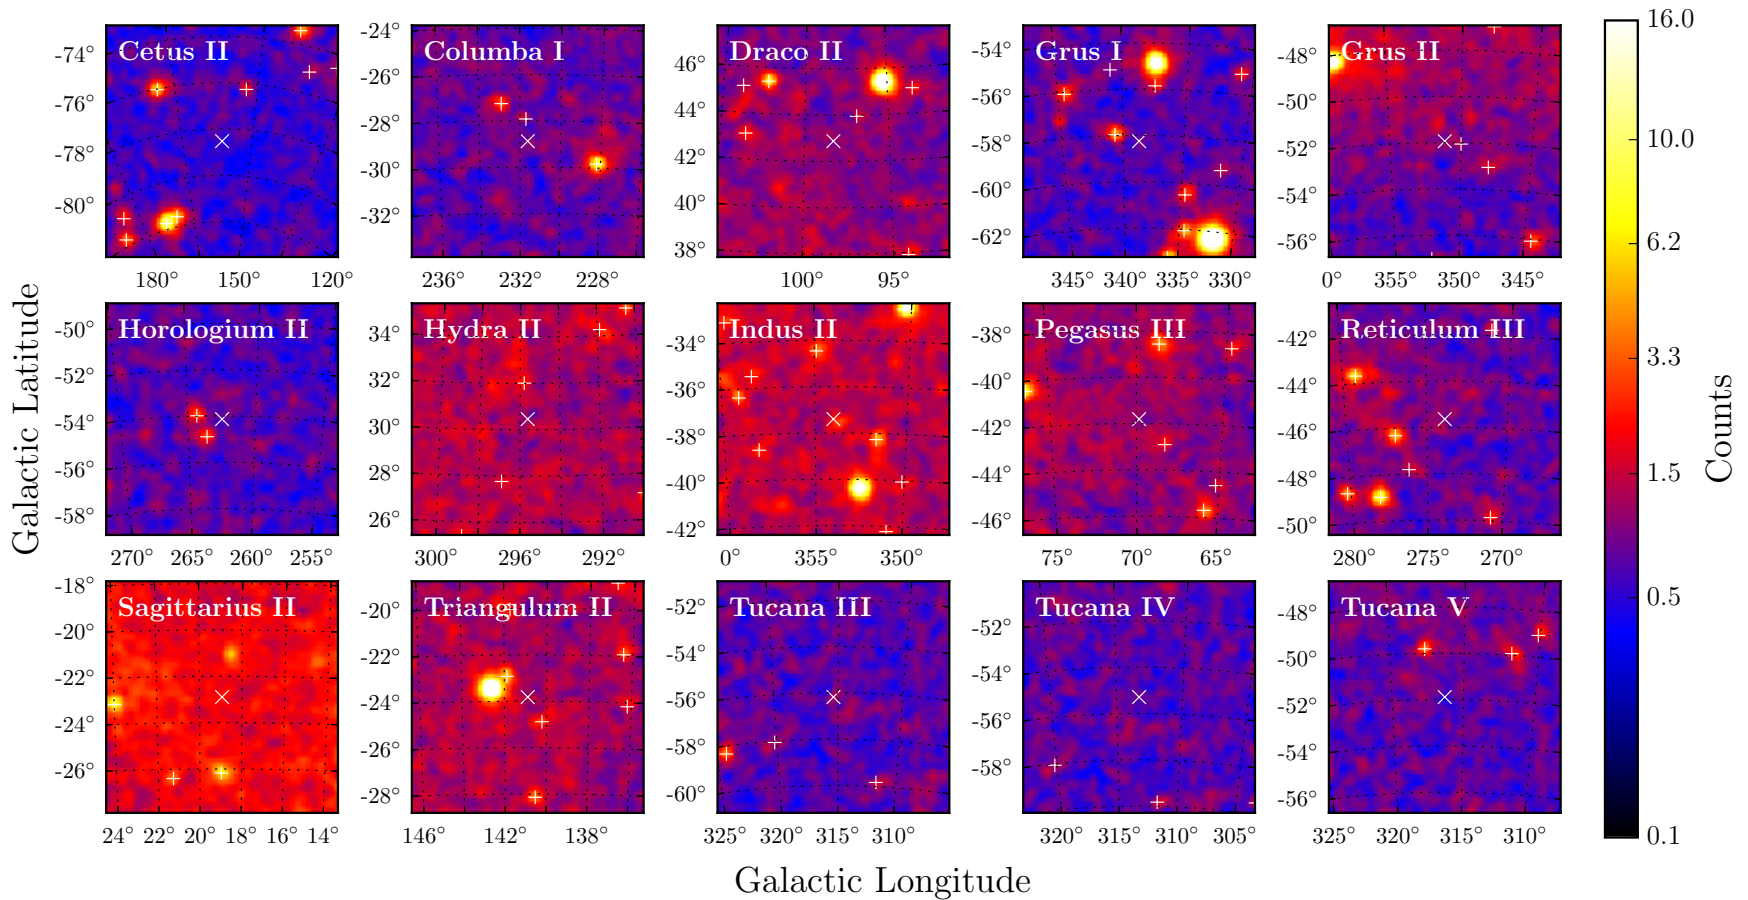 Cetus II
Columba I
Draco II
Grus I
Grus II
-74° -76° -78° -80°
180° 150° 120°
-24° -26° -28° -30° -32°
236° 232° 228°
46° 44° 42° 40° 38°
100° 95°
-54° -56° -58° -60° -62°
345° 340° 335° 330°
-48° -50° -52° -54° -56°
0° 355° 350° 345°
16.0
10.0
6.2
3.3
1.5
0.5
0.1
Counts
Galactic Latitude
Horologium II
Hydra II
Indus II
Pegasus III
Reticulum III
-50° -52° -54° -56° -58°
270° 265° 260° 255°
34° 32° 30° 28° 26°
300° 296° 292°
-34° -36° -38° -40° -42°
0° 355° 350°
-38° -40° -42° -44° -46°
75° 70° 65°
-42° -44° -46° -48° -50°
280° 275° 270°
Sagittarius II
Triangulum II
Tucana III
Tucana IV
Tucana V
-18° -20° -22° -24° -26°
24° 22° 20° 18° 16° 14°
-20° -22° -24° -26° -28°
146° 142° 138°
-52° -54° -56° -58° -60°
325° 320° 315° 310°
-52° -54° -56° -58°
320° 315° 310° 305°
-48° -50° -52° -54° -56°
325° 320° 315° 310°
Galactic Longitude